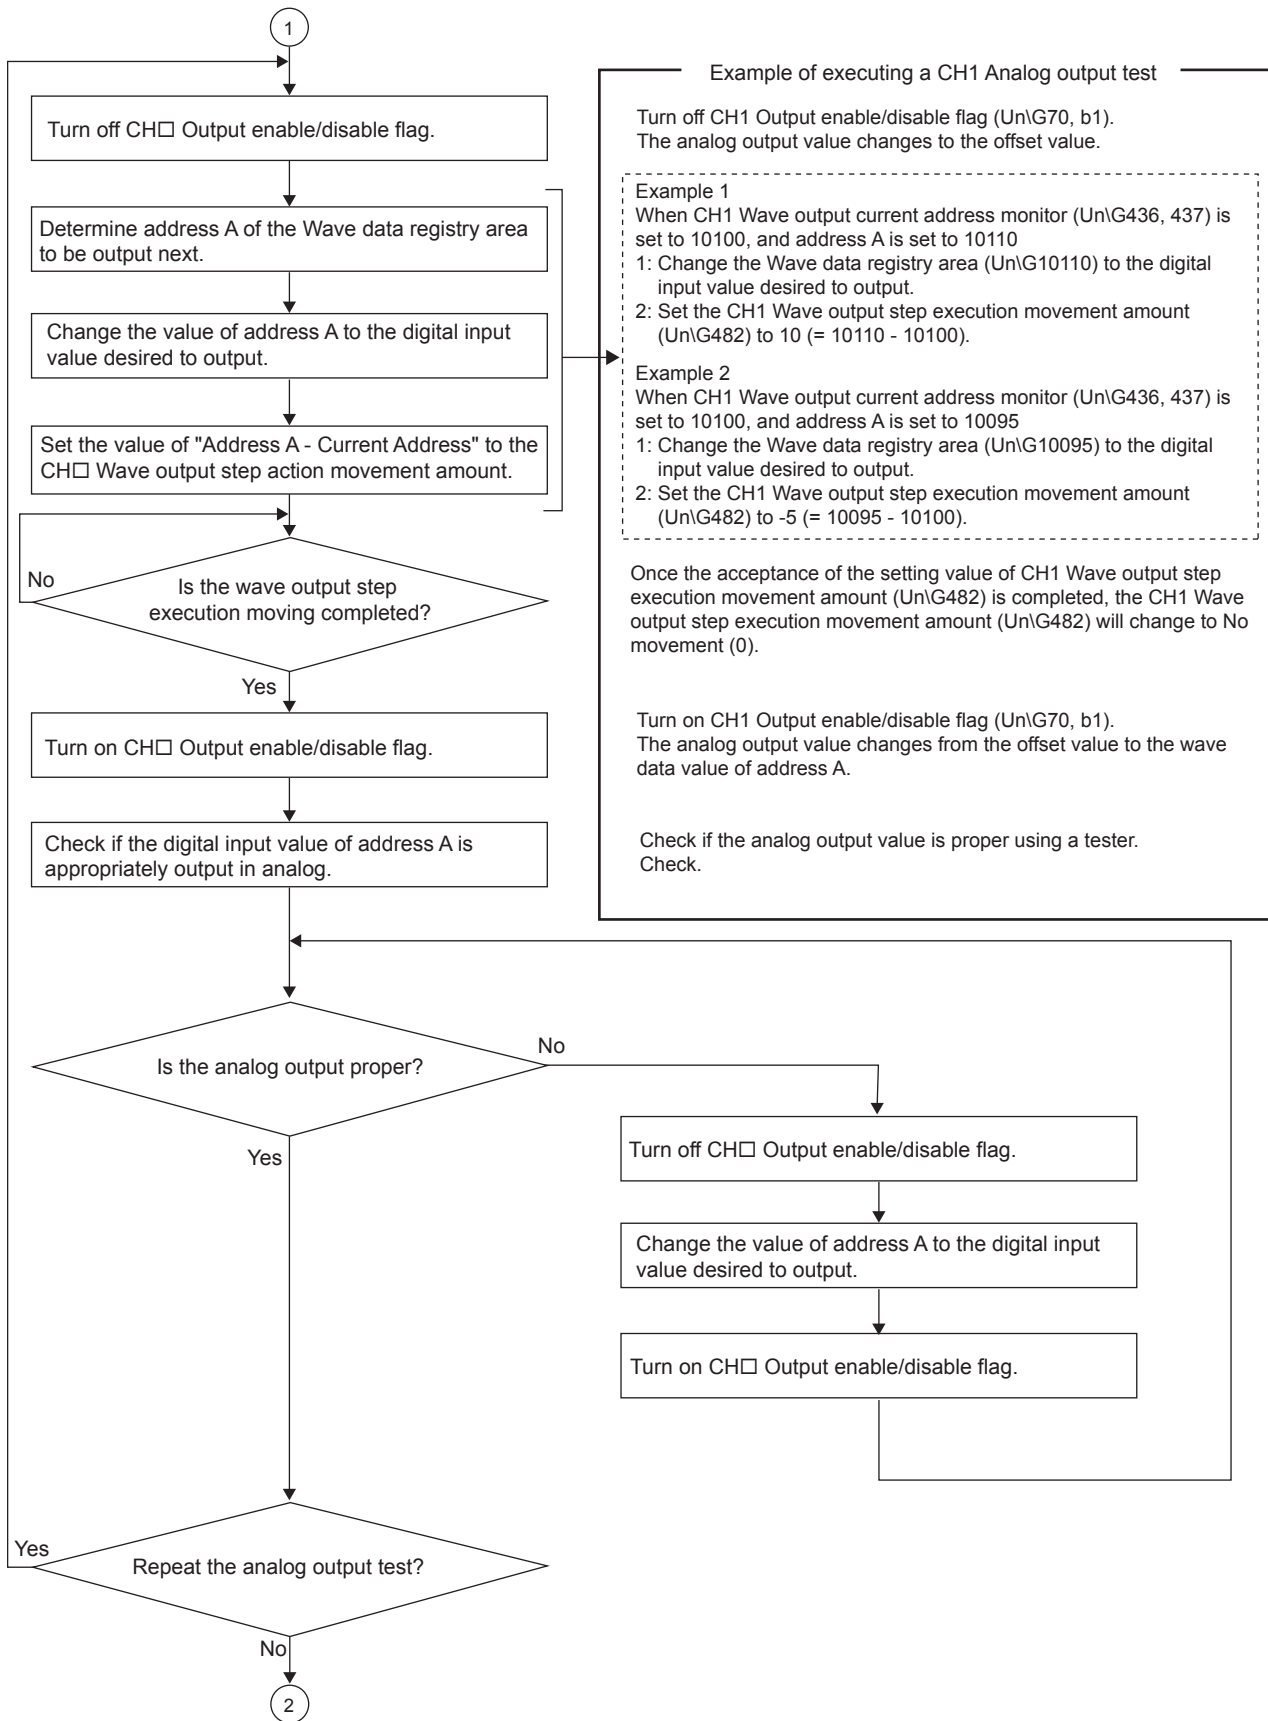 1
Turn off CH□ Output enable/disable flag.
Determine address A of the Wave data registry area
to be output next.
Change the value of address A to the digital input
value desired to output.
Set the value of "Address A - Current Address" to the
CH□ Wave output step action movement amount.
No
Is the wave output step
execution moving completed?
Yes
Turn on CH□ Output enable/disable flag.
Check if the digital input value of address A is
appropriately output in analog.
Example of executing a CH1 Analog output test
Turn off CH1 Output enable/disable flag (Un\G70, b1).
The analog output value changes to the offset value.
Example 1
When CH1 Wave output current address monitor (Un\G436, 437) is
set to 10100, and address A is set to 10110
1: Change the Wave data registry area (Un\G10110) to the digital
input value desired to output.
2: Set the CH1 Wave output step execution movement amount
(Un\G482) to 10 (= 10110 - 10100).
Example 2
When CH1 Wave output current address monitor (Un\G436, 437) is
set to 10100, and address A is set to 10095
1: Change the Wave data registry area (Un\G10095) to the digital
input value desired to output.
2: Set the CH1 Wave output step execution movement amount
(Un\G482) to -5 (= 10095 - 10100).
Once the acceptance of the setting value of CH1 Wave output step
execution movement amount (Un\G482) is completed, the CH1 Wave
output step execution movement amount (Un\G482) will change to No
movement (0).
Turn on CH1 Output enable/disable flag (Un\G70, b1).
The analog output value changes from the offset value to the wave
data value of address A.
Check if the analog output value is proper using a tester.
Check.
Is the analog output proper?
No
Yes
Turn off CH□ Output enable/disable flag.
Change the value of address A to the digital input
value desired to output.
Turn on CH□ Output enable/disable flag.
Yes
Repeat the analog output test?
No
2